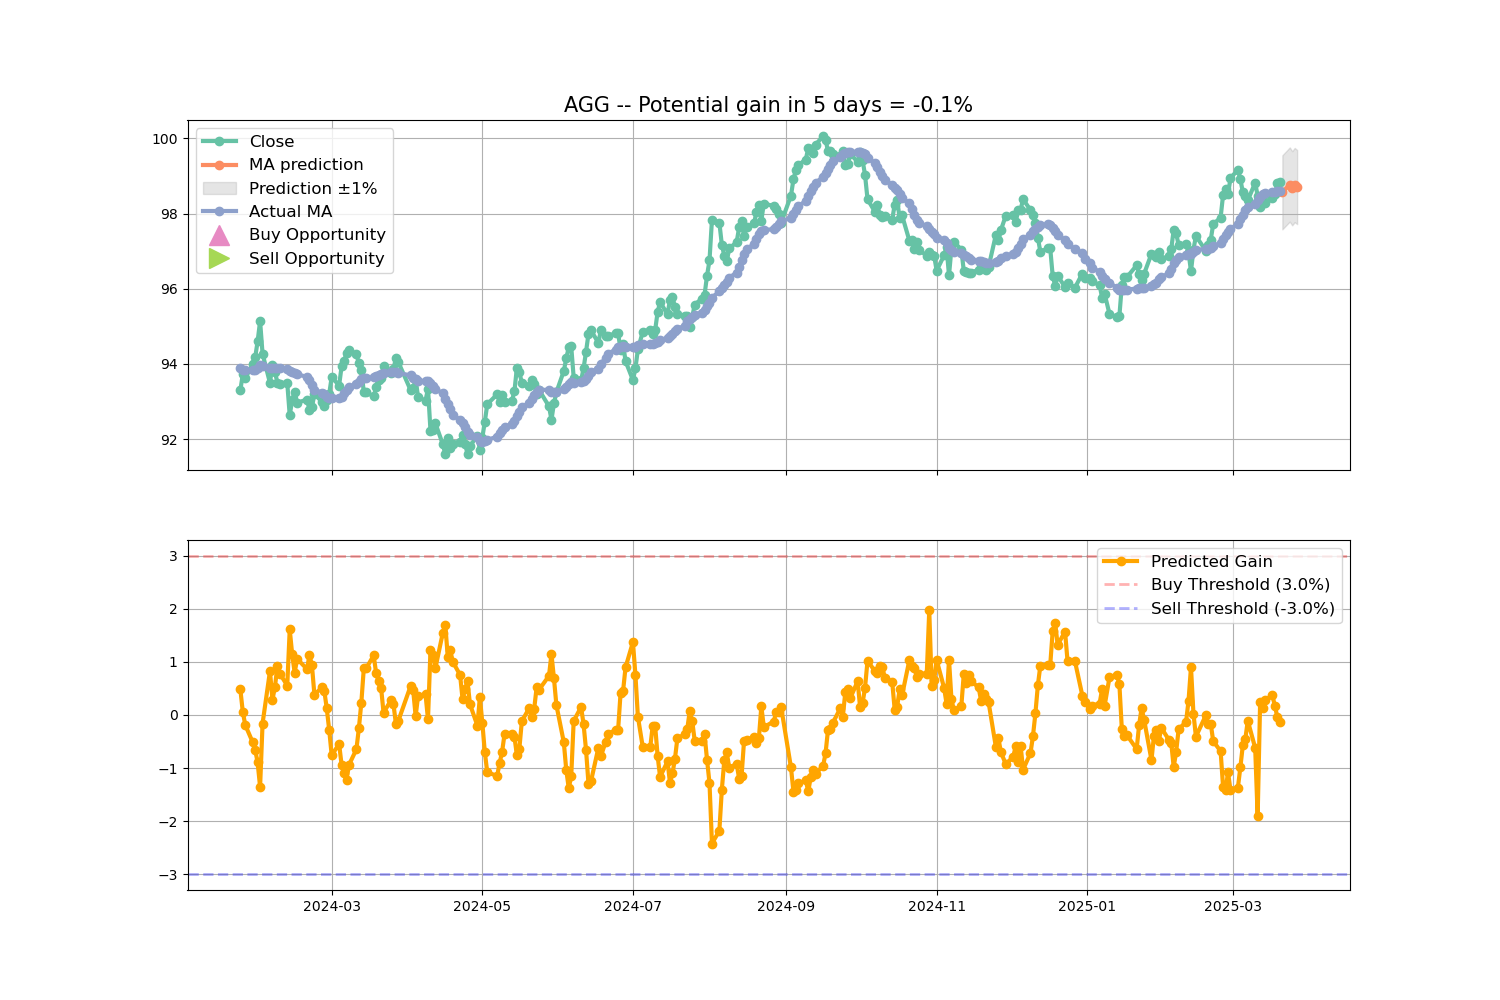 AGG -- Potential gain in 5 days = -0.1%
100
98
96
94
92
Close
MA prediction
Prediction ±1%
Actual MA
Buy Opportunity
Sell Opportunity
3
2
1
0
−1
−2
−3
Predicted Gain
Buy Threshold (3.0%)
Sell Threshold (-3.0%)
2024-03
2024-05
2024-07
2024-09
2024-11
2025-01
2025-03